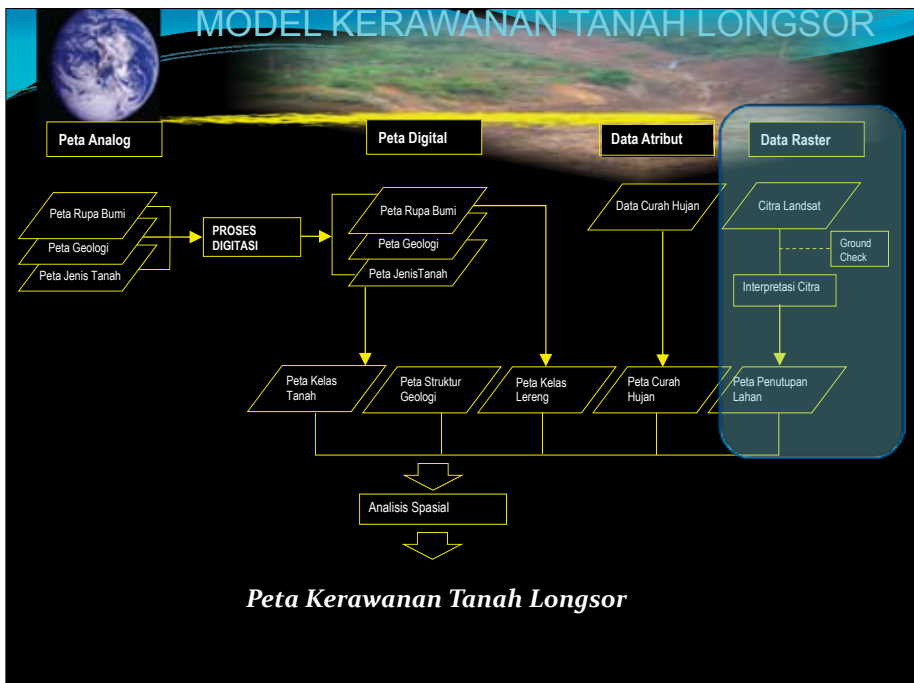 MODEL KERAWANAN TANAH LONGSOR
Peta Analog
Peta Digital
Data Atribut
Data Raster
Peta Rupa Bumi
Peta Geologi
Peta Jenis Tanah
PROSES
DIGITASI
Peta Rupa Bumi
Peta Geologi
Peta JenisTanah
Data Curah Hujan
Citra Landsat
Ground
Check
Interpretasi Citra
Peta Kelas
Tanah
Peta Struktur
Geologi
Peta Kelas
Lereng
Peta Curah
Hujan
Peta Penutupan
Lahan
Analisis Spasial
Peta Kerawanan Tanah Longsor